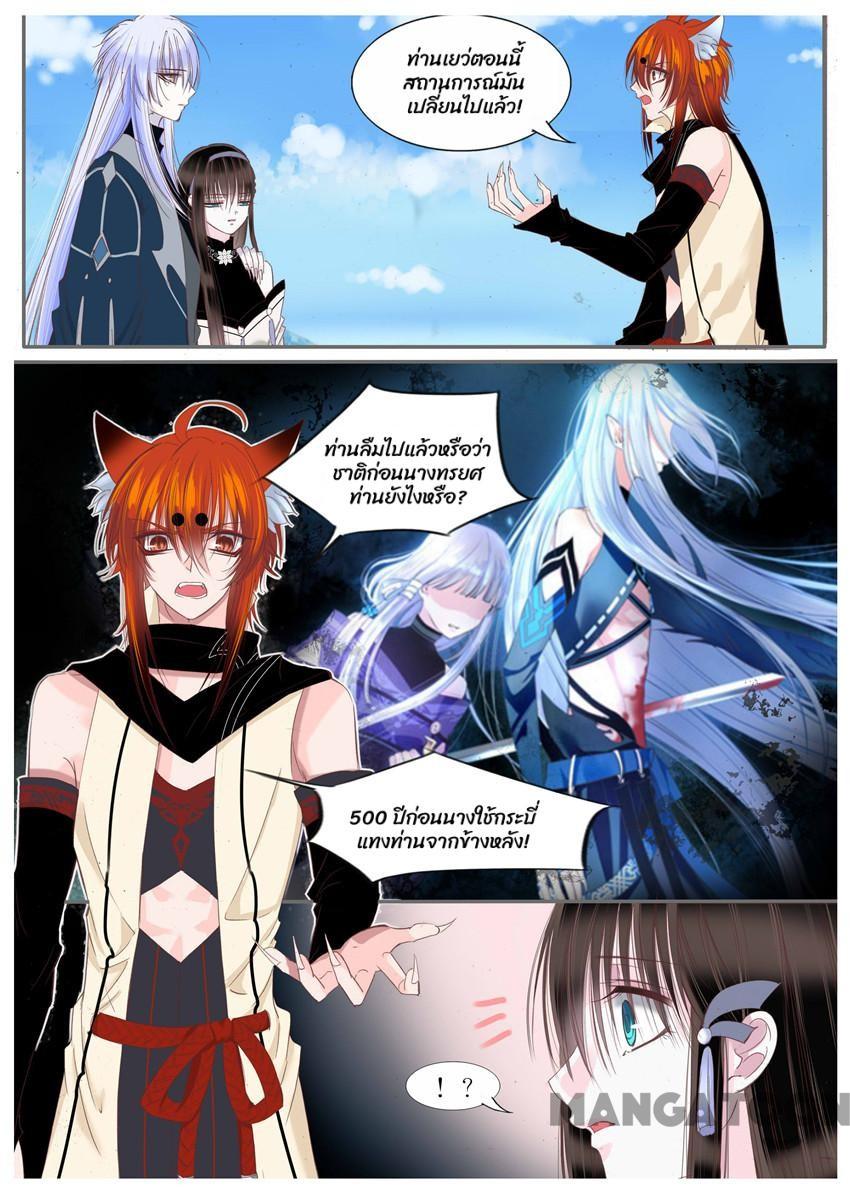 ท่านเยว่ตอนนี้
สถานการณ์มัน
เปลี่ยนไปแล้ว!
ท่านลืมไปแล้วหรือว่า
ชาติก่อนนางทรยศ
ท่านยังไงหรือ?
500 ปีก่อนนางใช้กระบี่
แทงท่านจากข้างหลัง!
! ?
MANGATOON